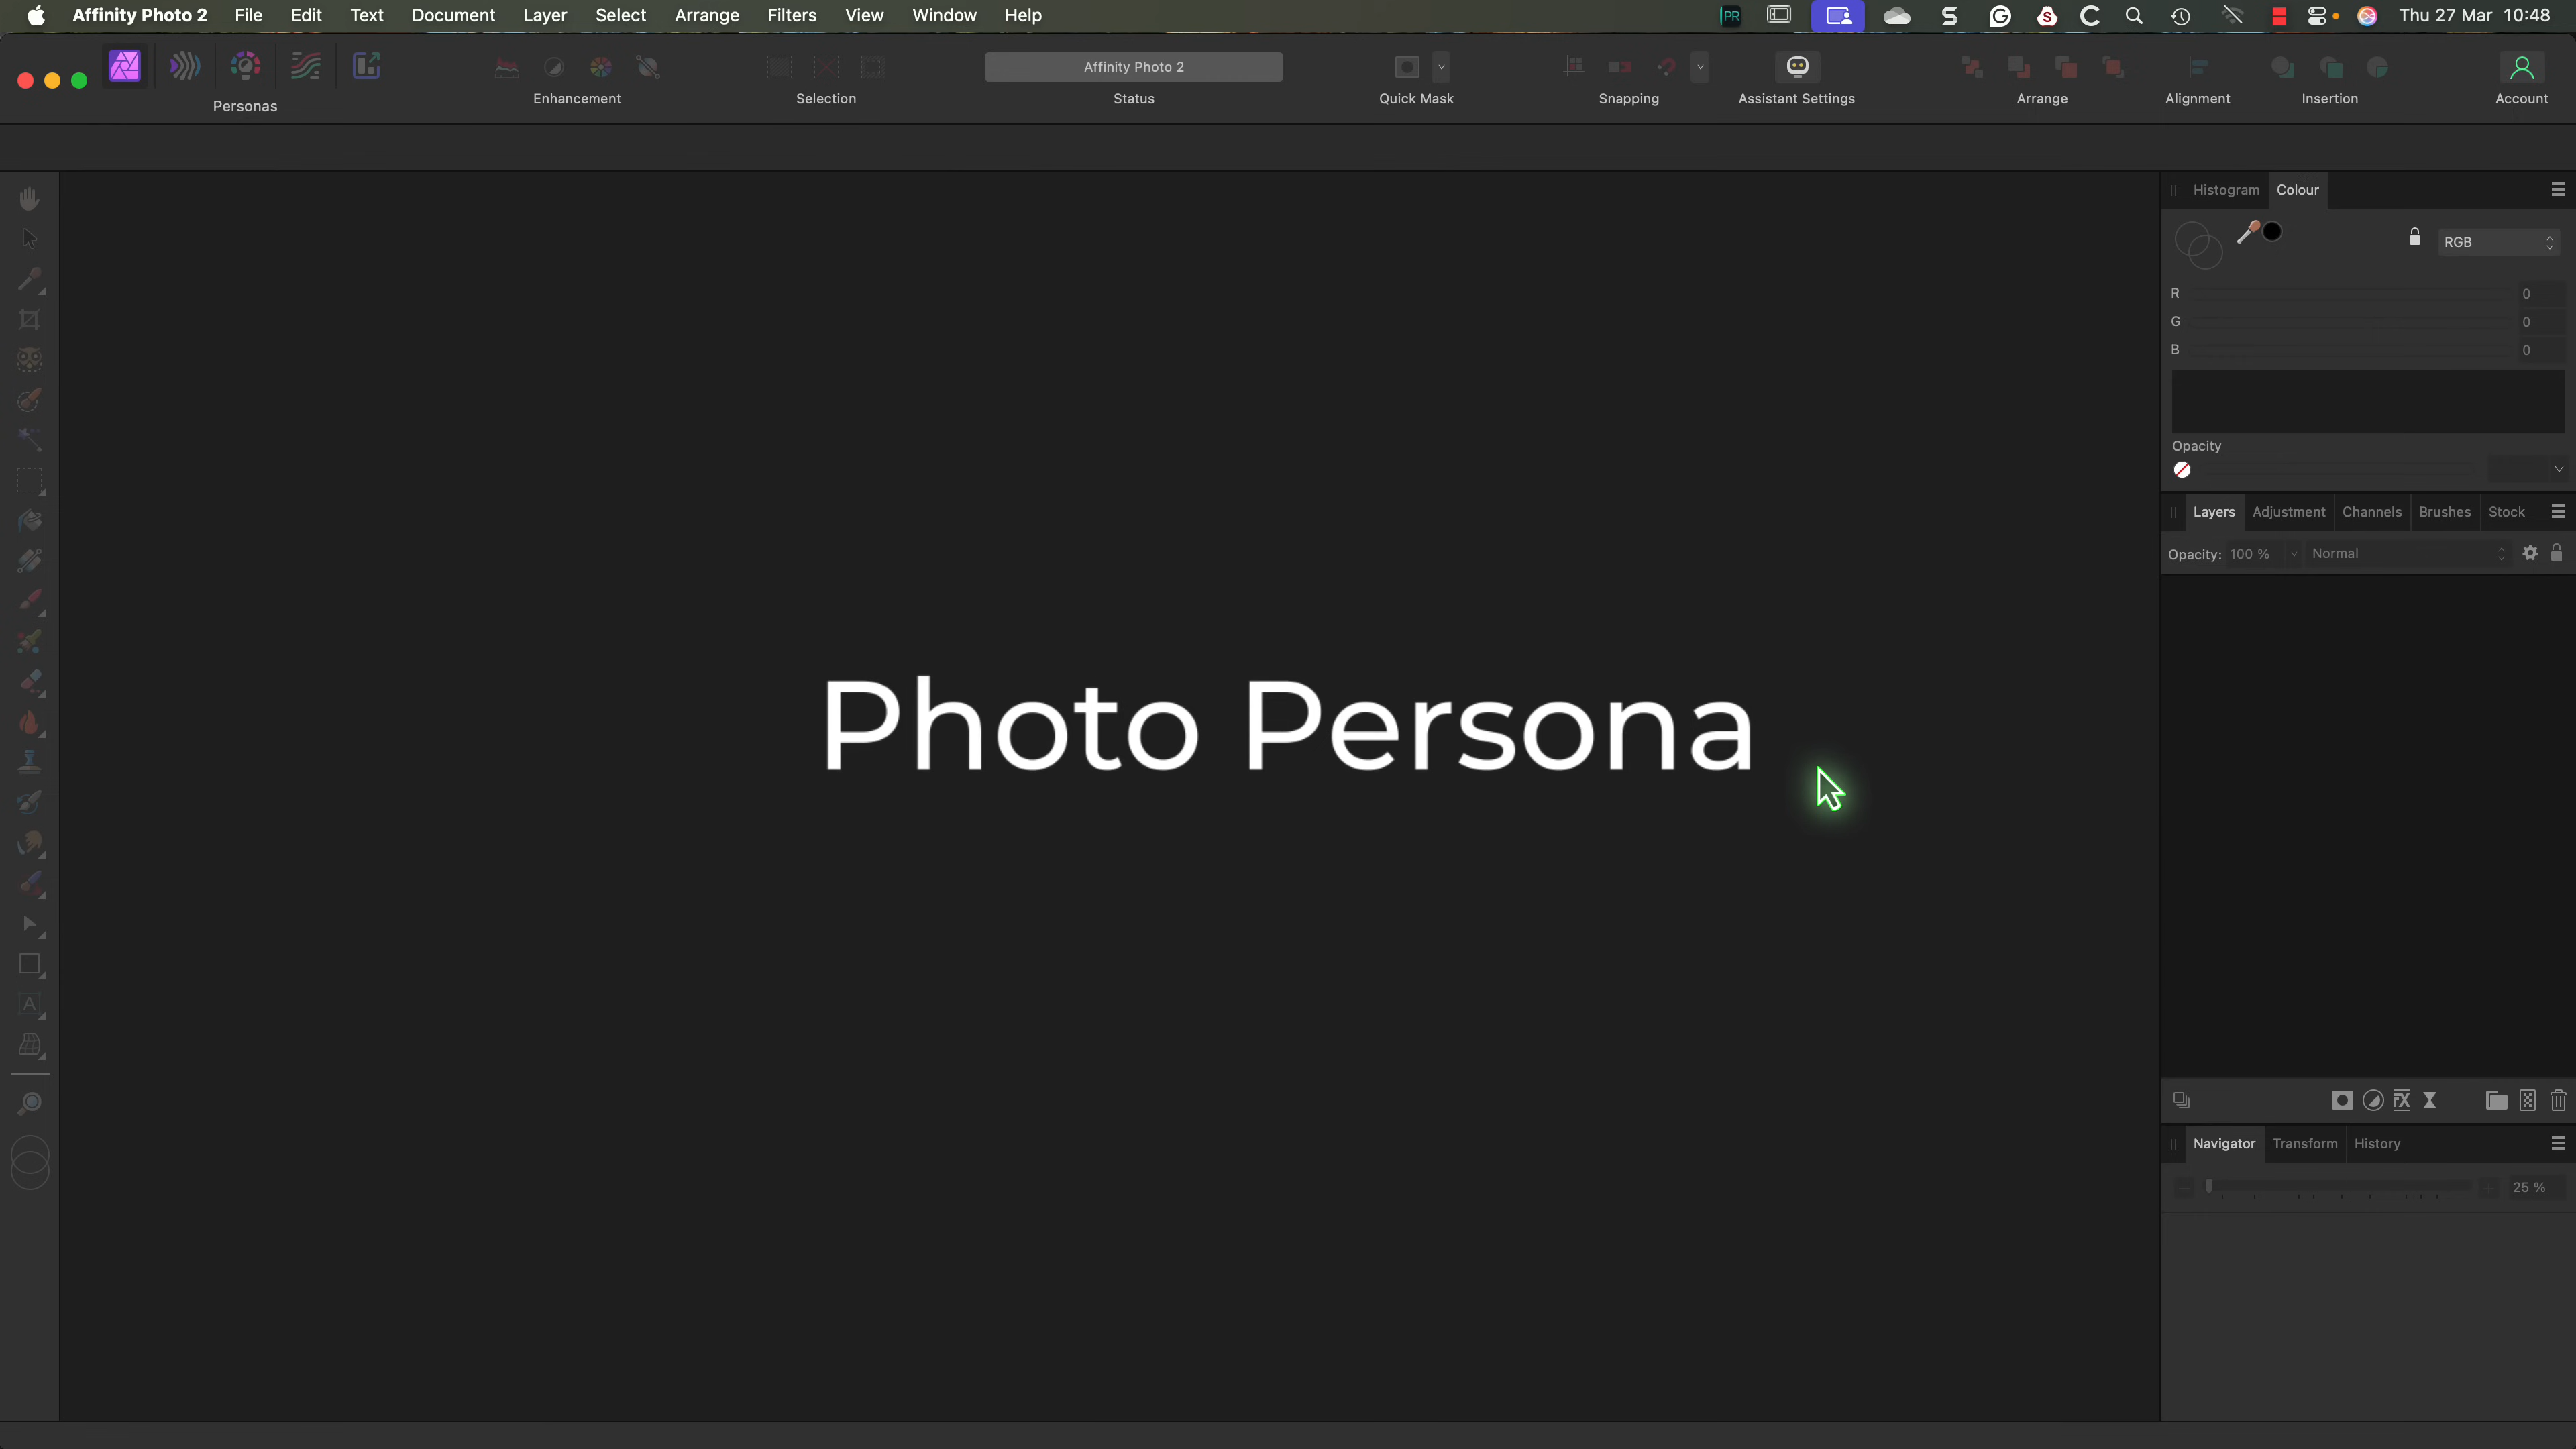 Affinity Photo 2 File Edit Text Document Layer Select Arrange Filters View Window Help PR Thu 27 Mar 10:48
Affinity Photo 2
Personas Enhancement Selection Status Quick Mask Snapping Assistant Settings Arrange Alignment Insertion Account
Histogram Colour
RGB
R 0
G 0
B 0
Opacity
Layers Adjustment Channels Brushes Stock
Opacity: 100 % Normal
Photo Persona
A
FX
Navigator Transform History
25 %